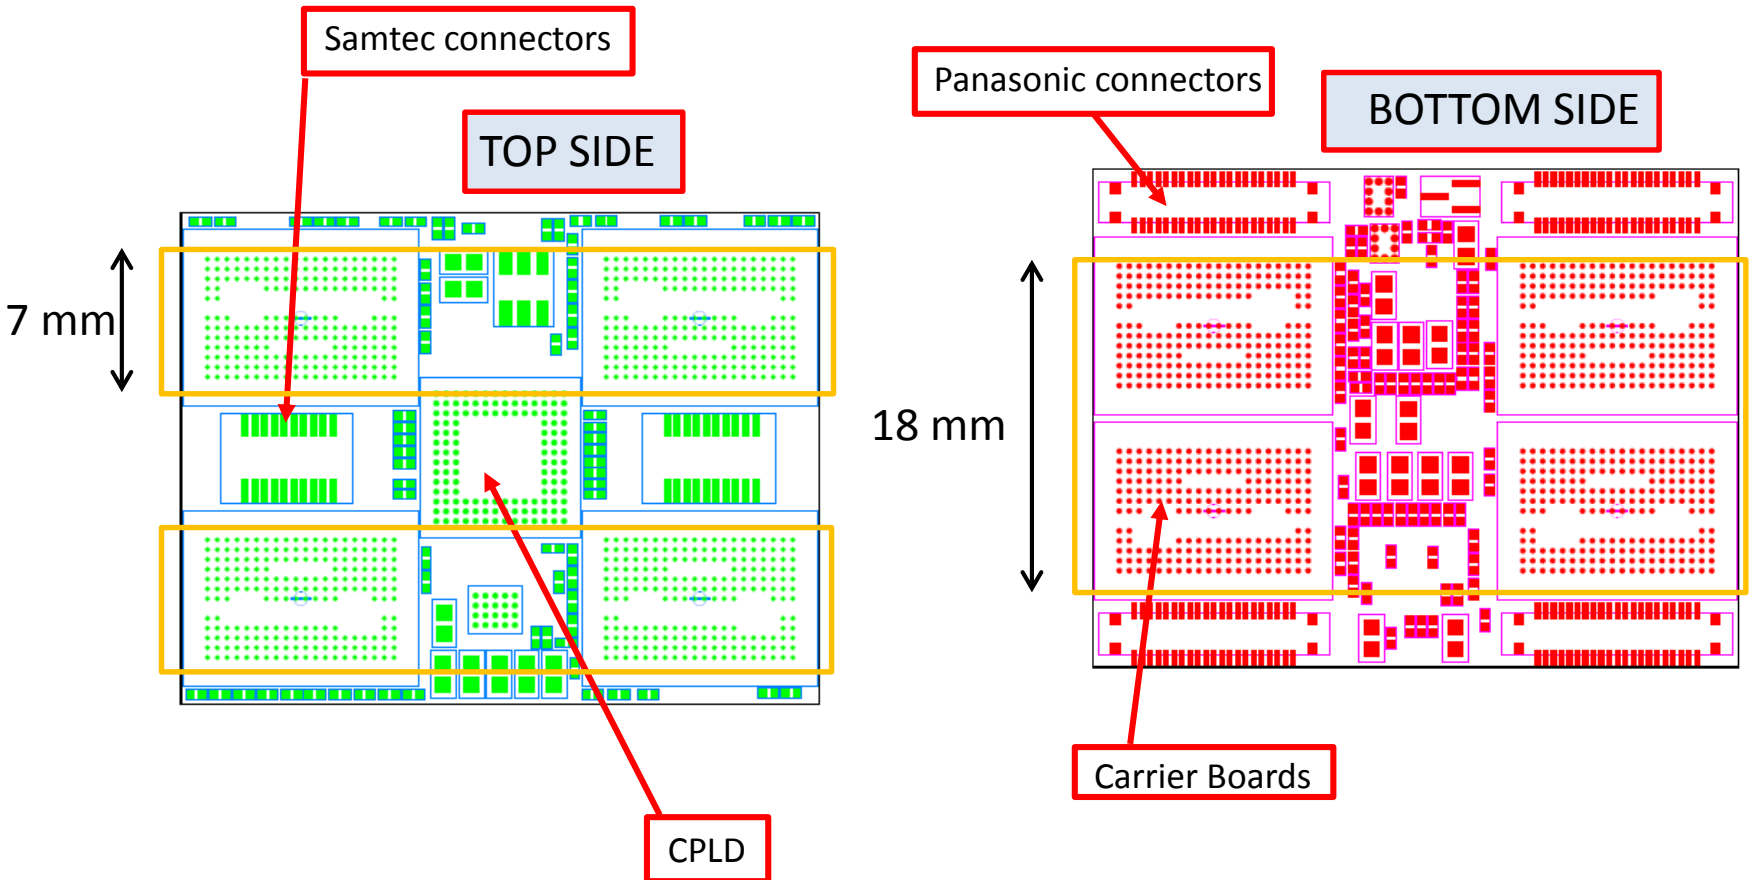 Samtec connectors
TOP SIDE
7 mm
CPLD
Panasonic connectors
BOTTOM SIDE
18 mm
Carrier Boards